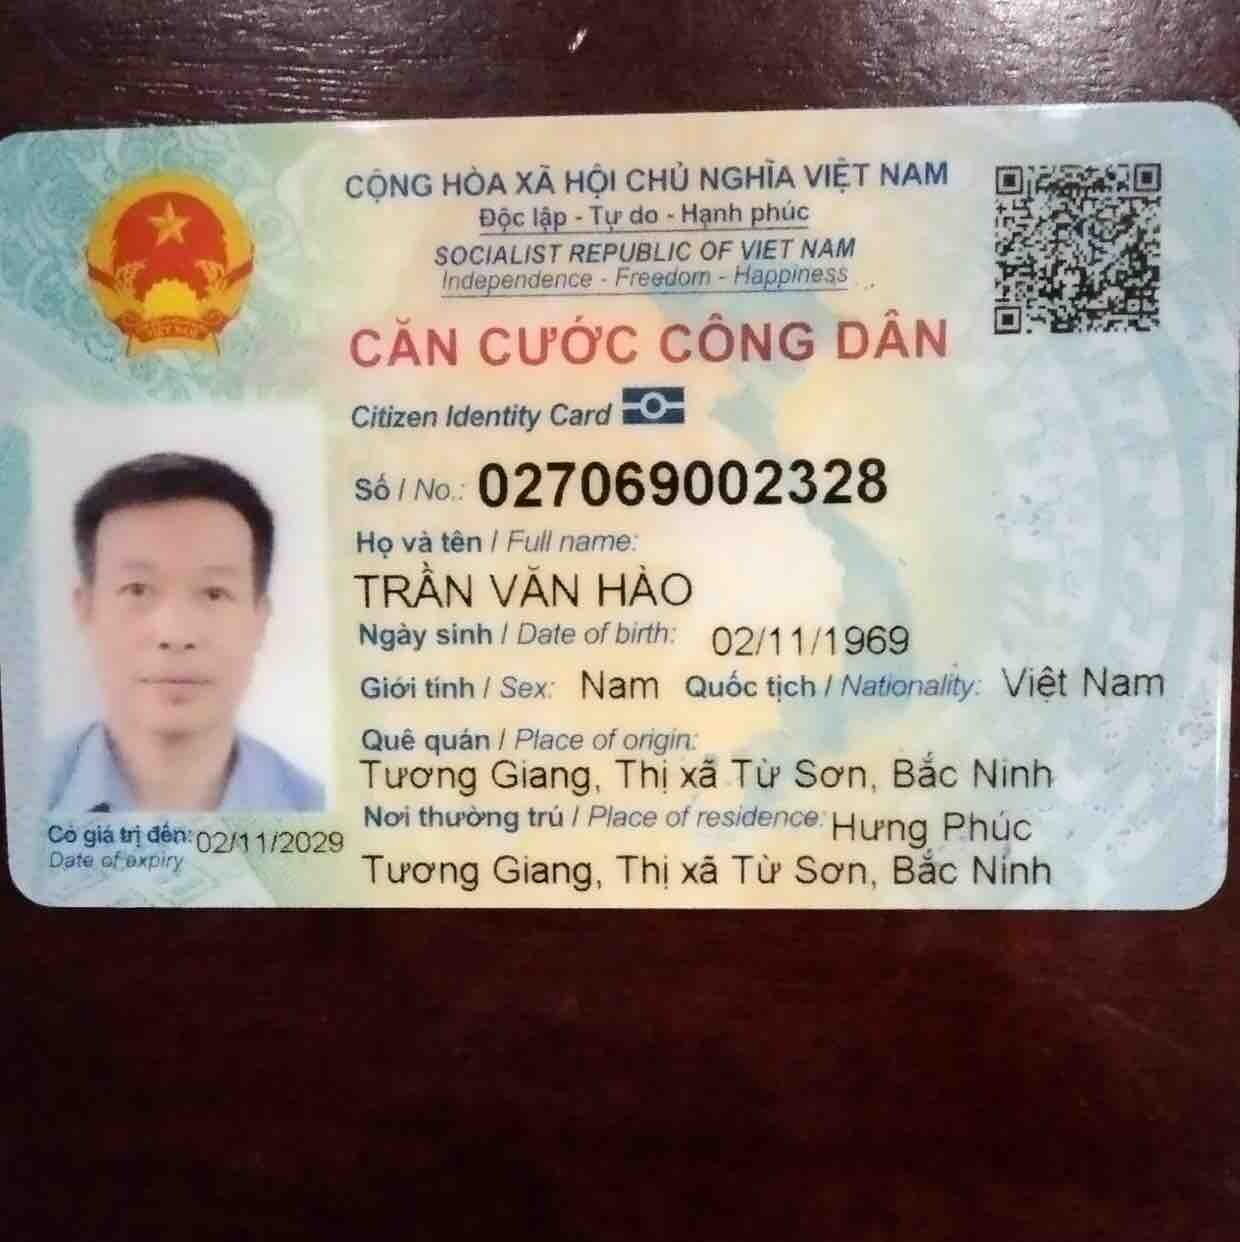 CỘNG HÒA XÃ HỘI CHỦ NGHĨA VIỆT NAM
Độc lập - Tự do - Hạnh phúc
SOCIALIST REPUBLIC OF VIET NAM
Independence - Freedom - Happiness
CĂN CƯỚC CÔNG DÂN
Citizen Identity Card
Số / No.: 027069002328
Họ và tên / Full name:
TRẦN VĂN HÀO
Ngày sinh / Date of birth: 02/11/1969
Giới tính / Sex: Nam Quốc tịch / Nationality: Việt Nam
Quê quán / Place of origin:
Tương Giang, Thị xã Từ Sơn, Bắc Ninh
Nơi thường trú / Place of residence: Hưng Phúc
Tương Giang, Thị xã Từ Sơn, Bắc Ninh
Có giá trị đến: 02/11/2029
Date of expiry